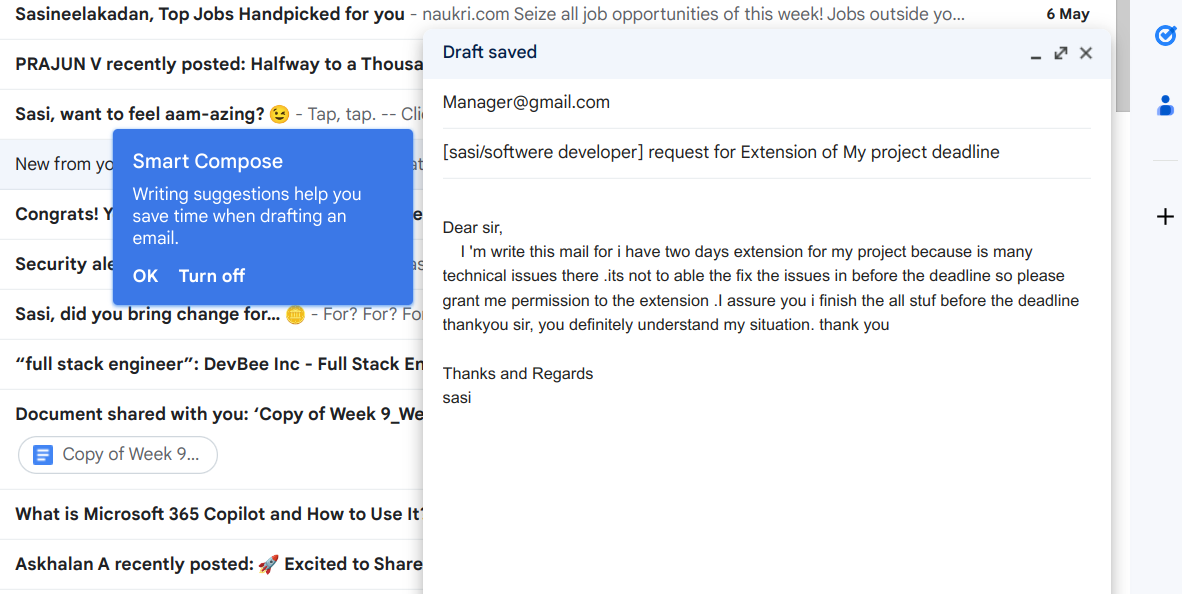 Sasineelakadan, Top Jobs Handpicked for you - naukri.com Seize all job opportunities of this week! Jobs outside yo... 6 May
PRAJUN V recently posted: Halfway to a Thousa
Sasi, want to feel aam-azing? 😉 - Tap, tap. -- Clic
New from yo
Congrats! Y
Security ale
Sasi, did you bring change for... 🪙 - For? For? Fo
“full stack engineer”: DevBee Inc - Full Stack En
Document shared with you: ‘Copy of Week 9_We
Copy of Week 9...
What is Microsoft 365 Copilot and How to Use It?
Askhalan A recently posted: 🚀 Excited to Share
Smart Compose
Writing suggestions help you
save time when drafting an
email.
OK Turn off
Draft saved
Manager@gmail.com
[sasi/softwere developer] request for Extension of My project deadline
Dear sir,
I 'm write this mail for i have two days extension for my project because is many
technical issues there .its not to able the fix the issues in before the deadline so please
grant me permission to the extension .I assure you i finish the all stuf before the deadline
thankyou sir, you definitely understand my situation. thank you
Thanks and Regards
sasi